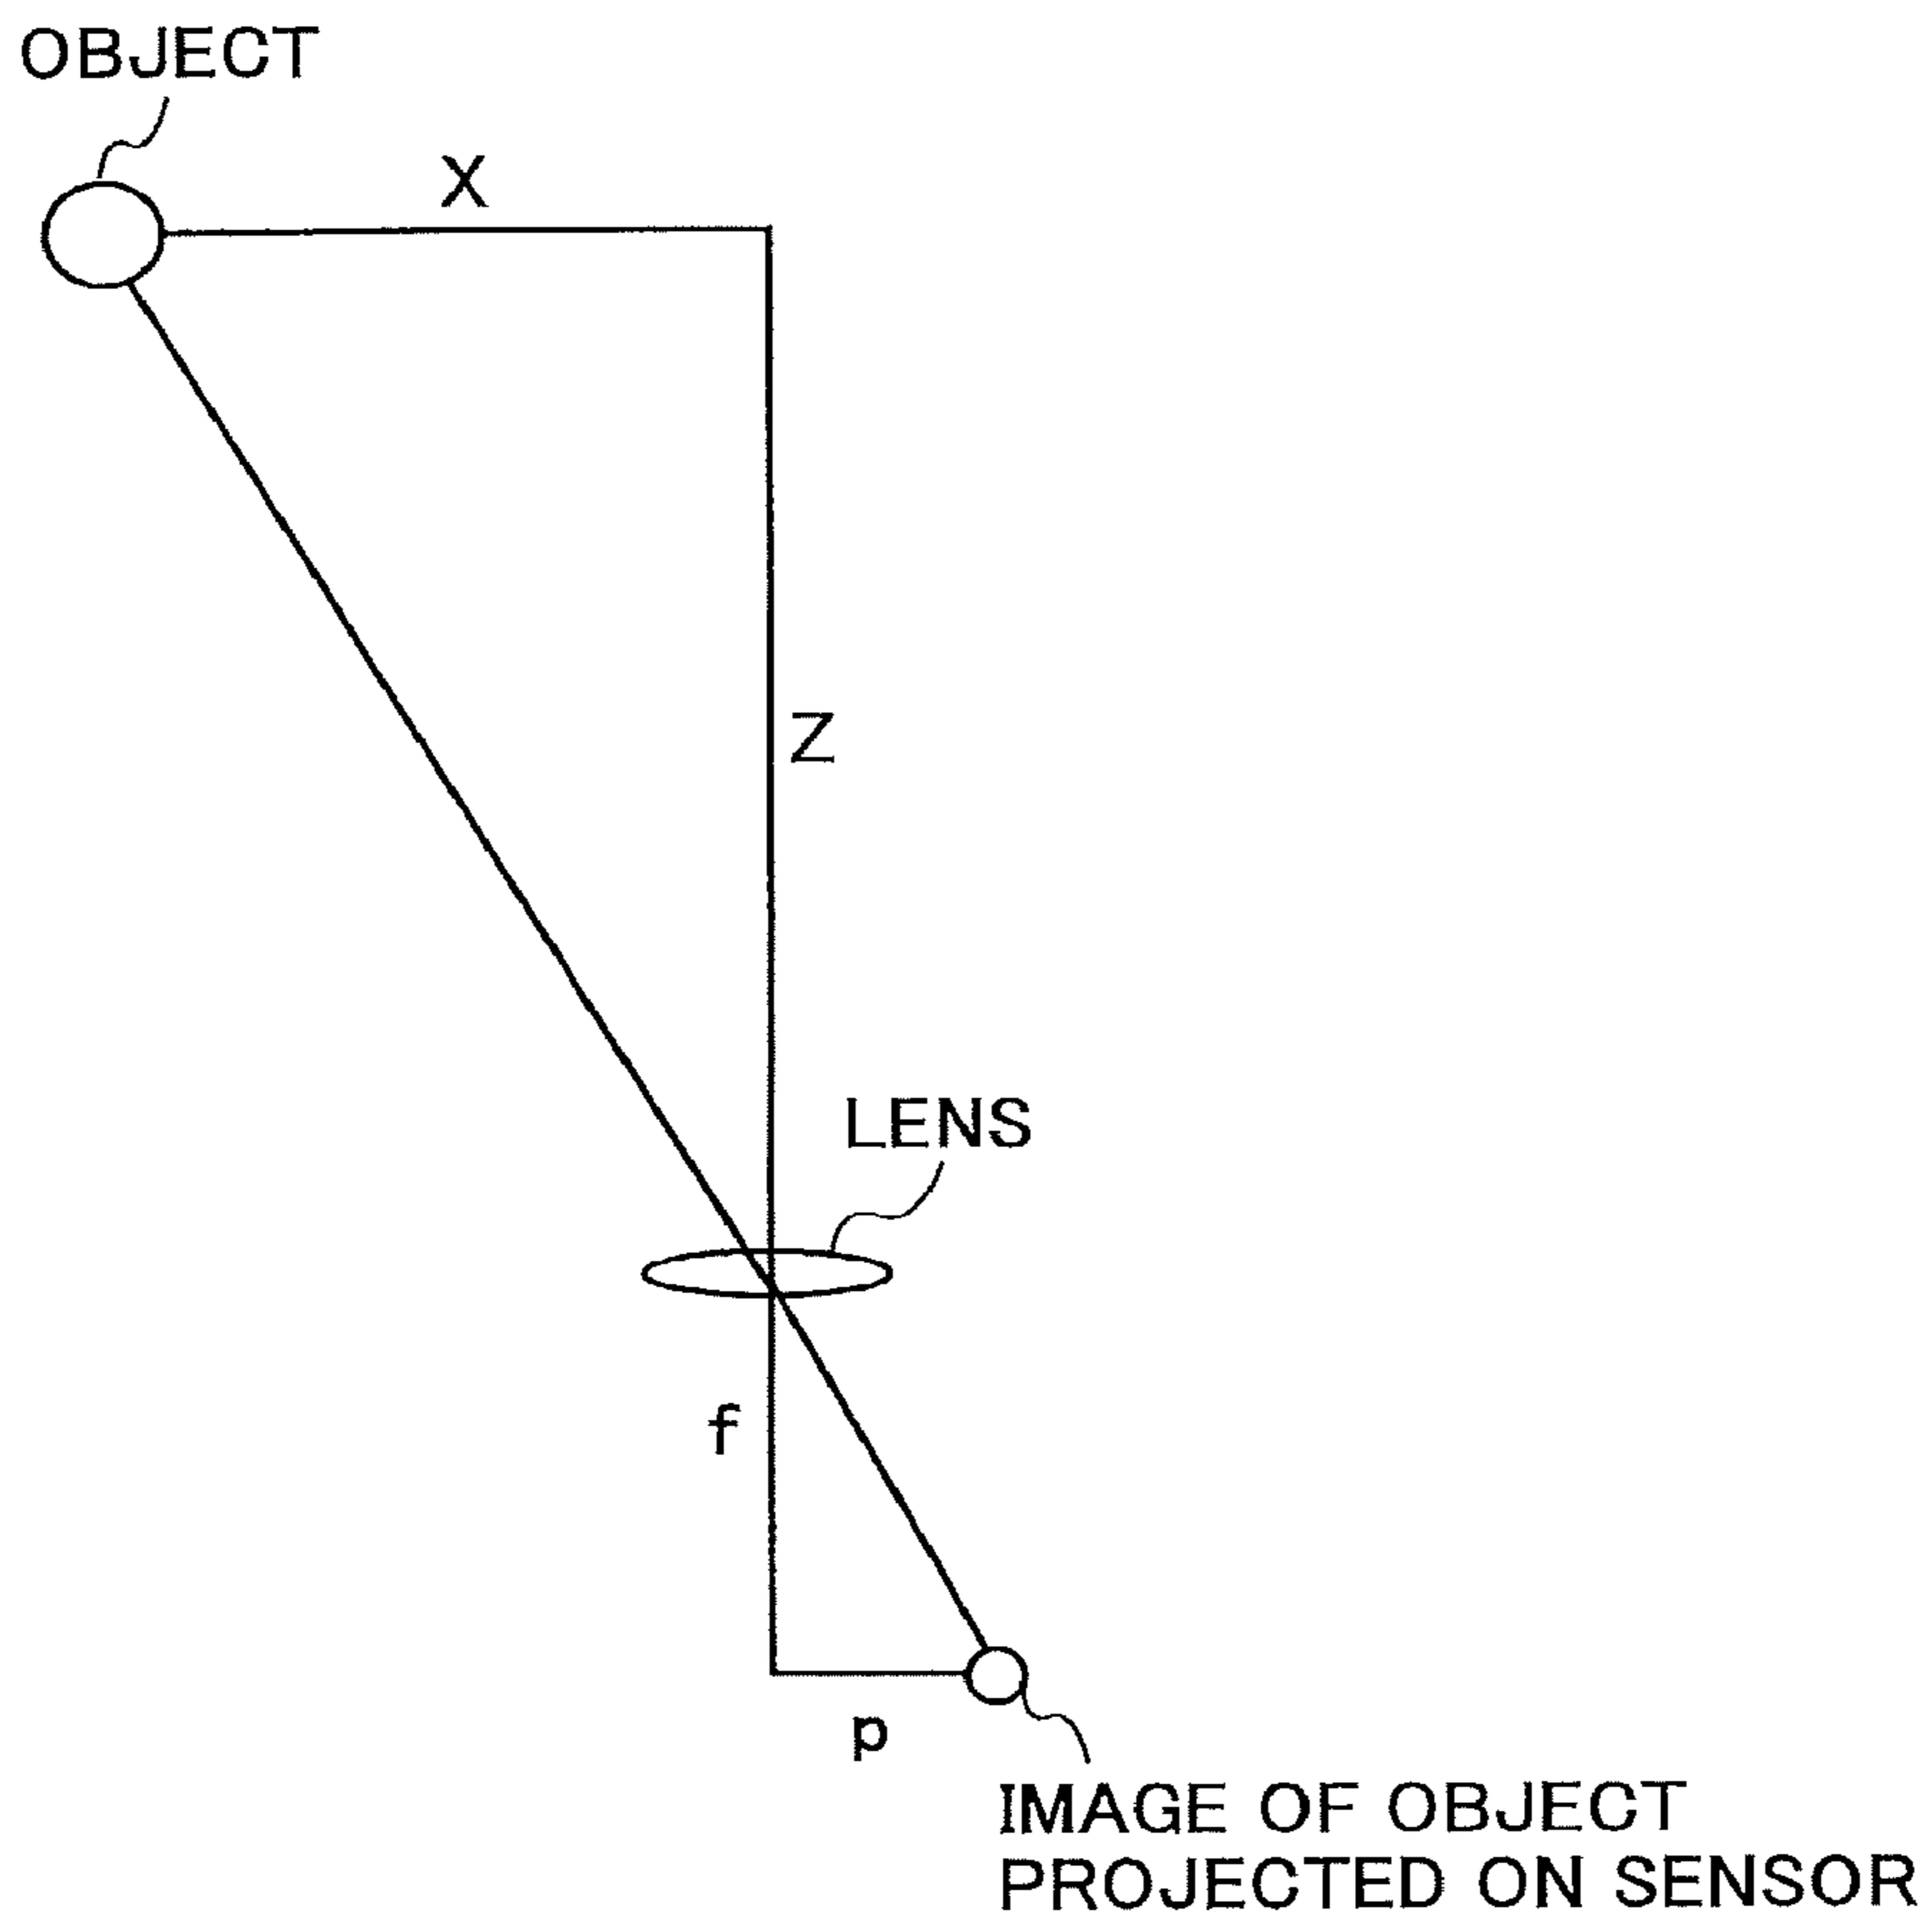 OBJECT
X
Z
LENS
f
p
IMAGE OF OBJECT
PROJECTED ON SENSOR